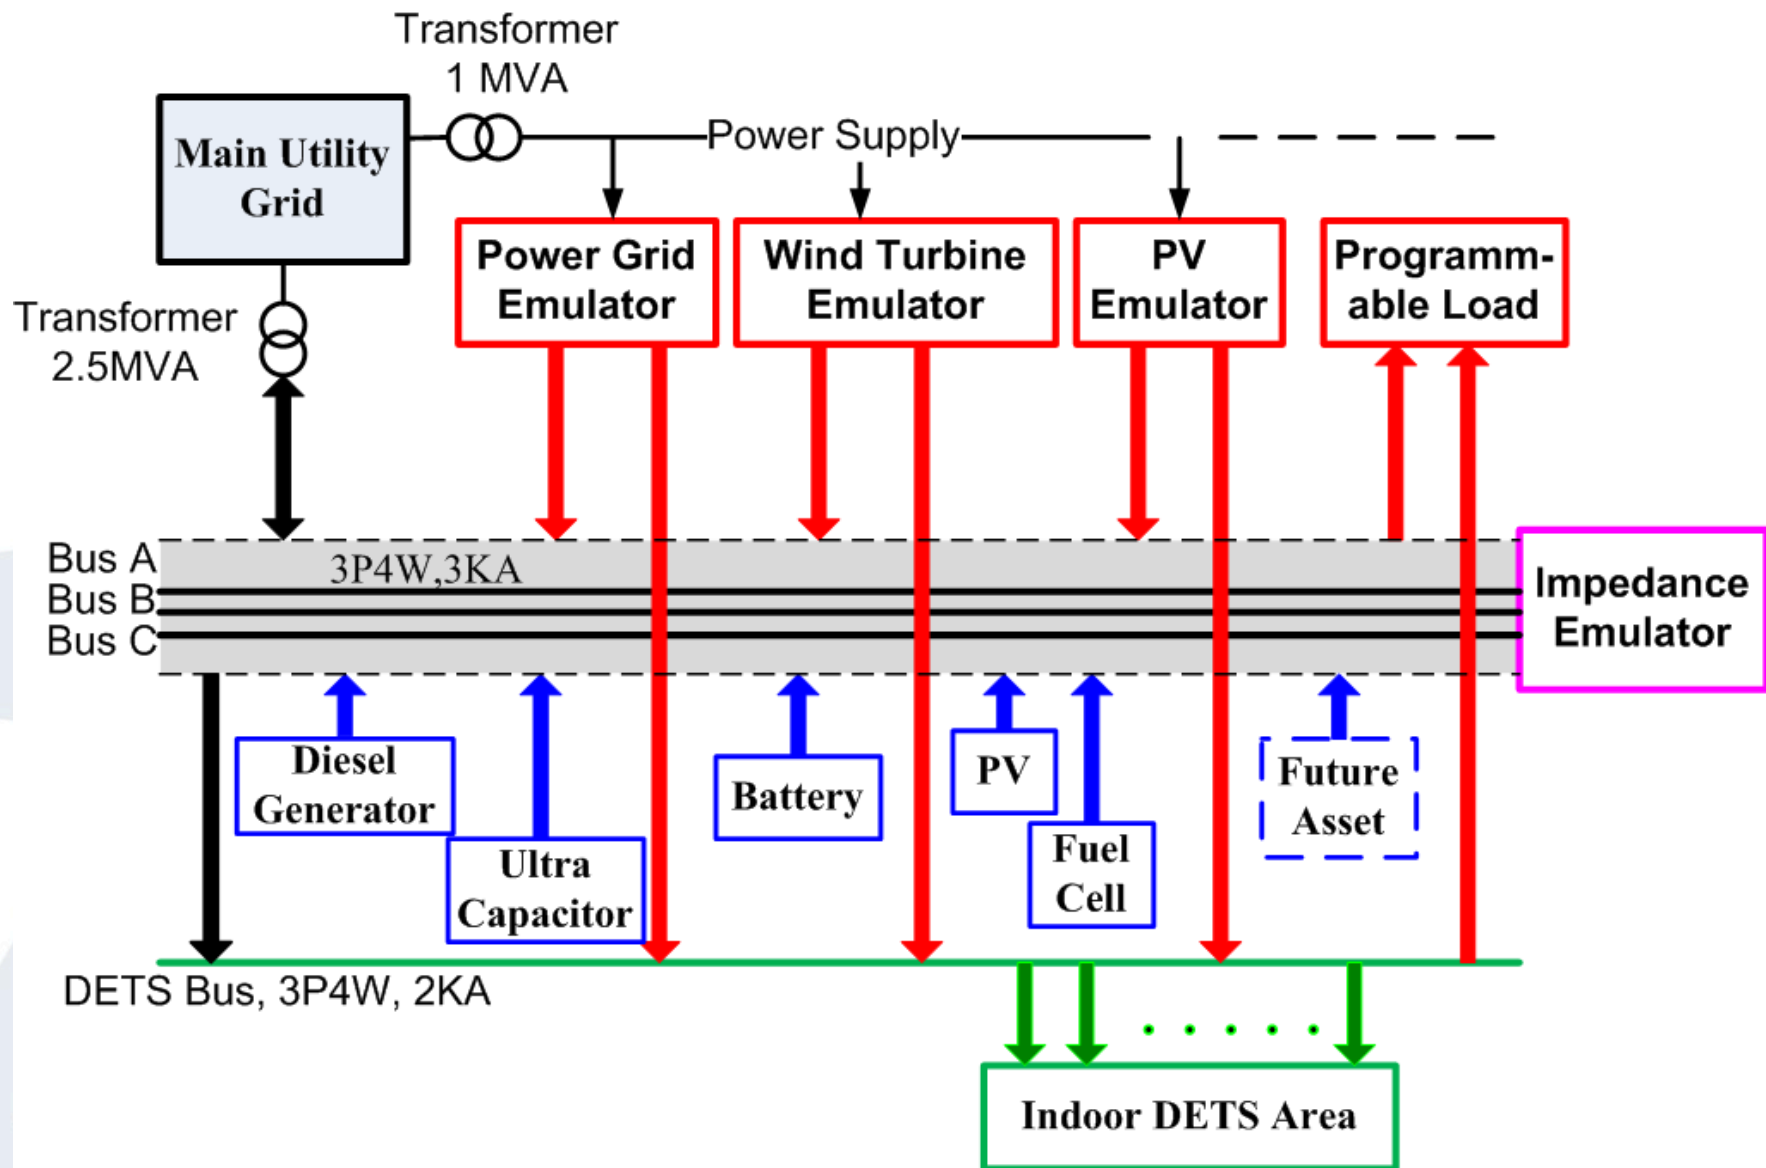 Transformer
1 MVA
Main Utility
Grid
Power Supply
Power Grid
Emulator
Wind Turbine
Emulator
PV
Emulator
Programm-
able Load
Transformer
2.5MVA
Bus A
3P4W,3KA
Bus B
Bus C
Impedance
Emulator
Diesel
Generator
Ultra
Capacitor
Battery
PV
Fuel
Cell
Future
Asset
DETS Bus, 3P4W, 2KA
Indoor DETS Area